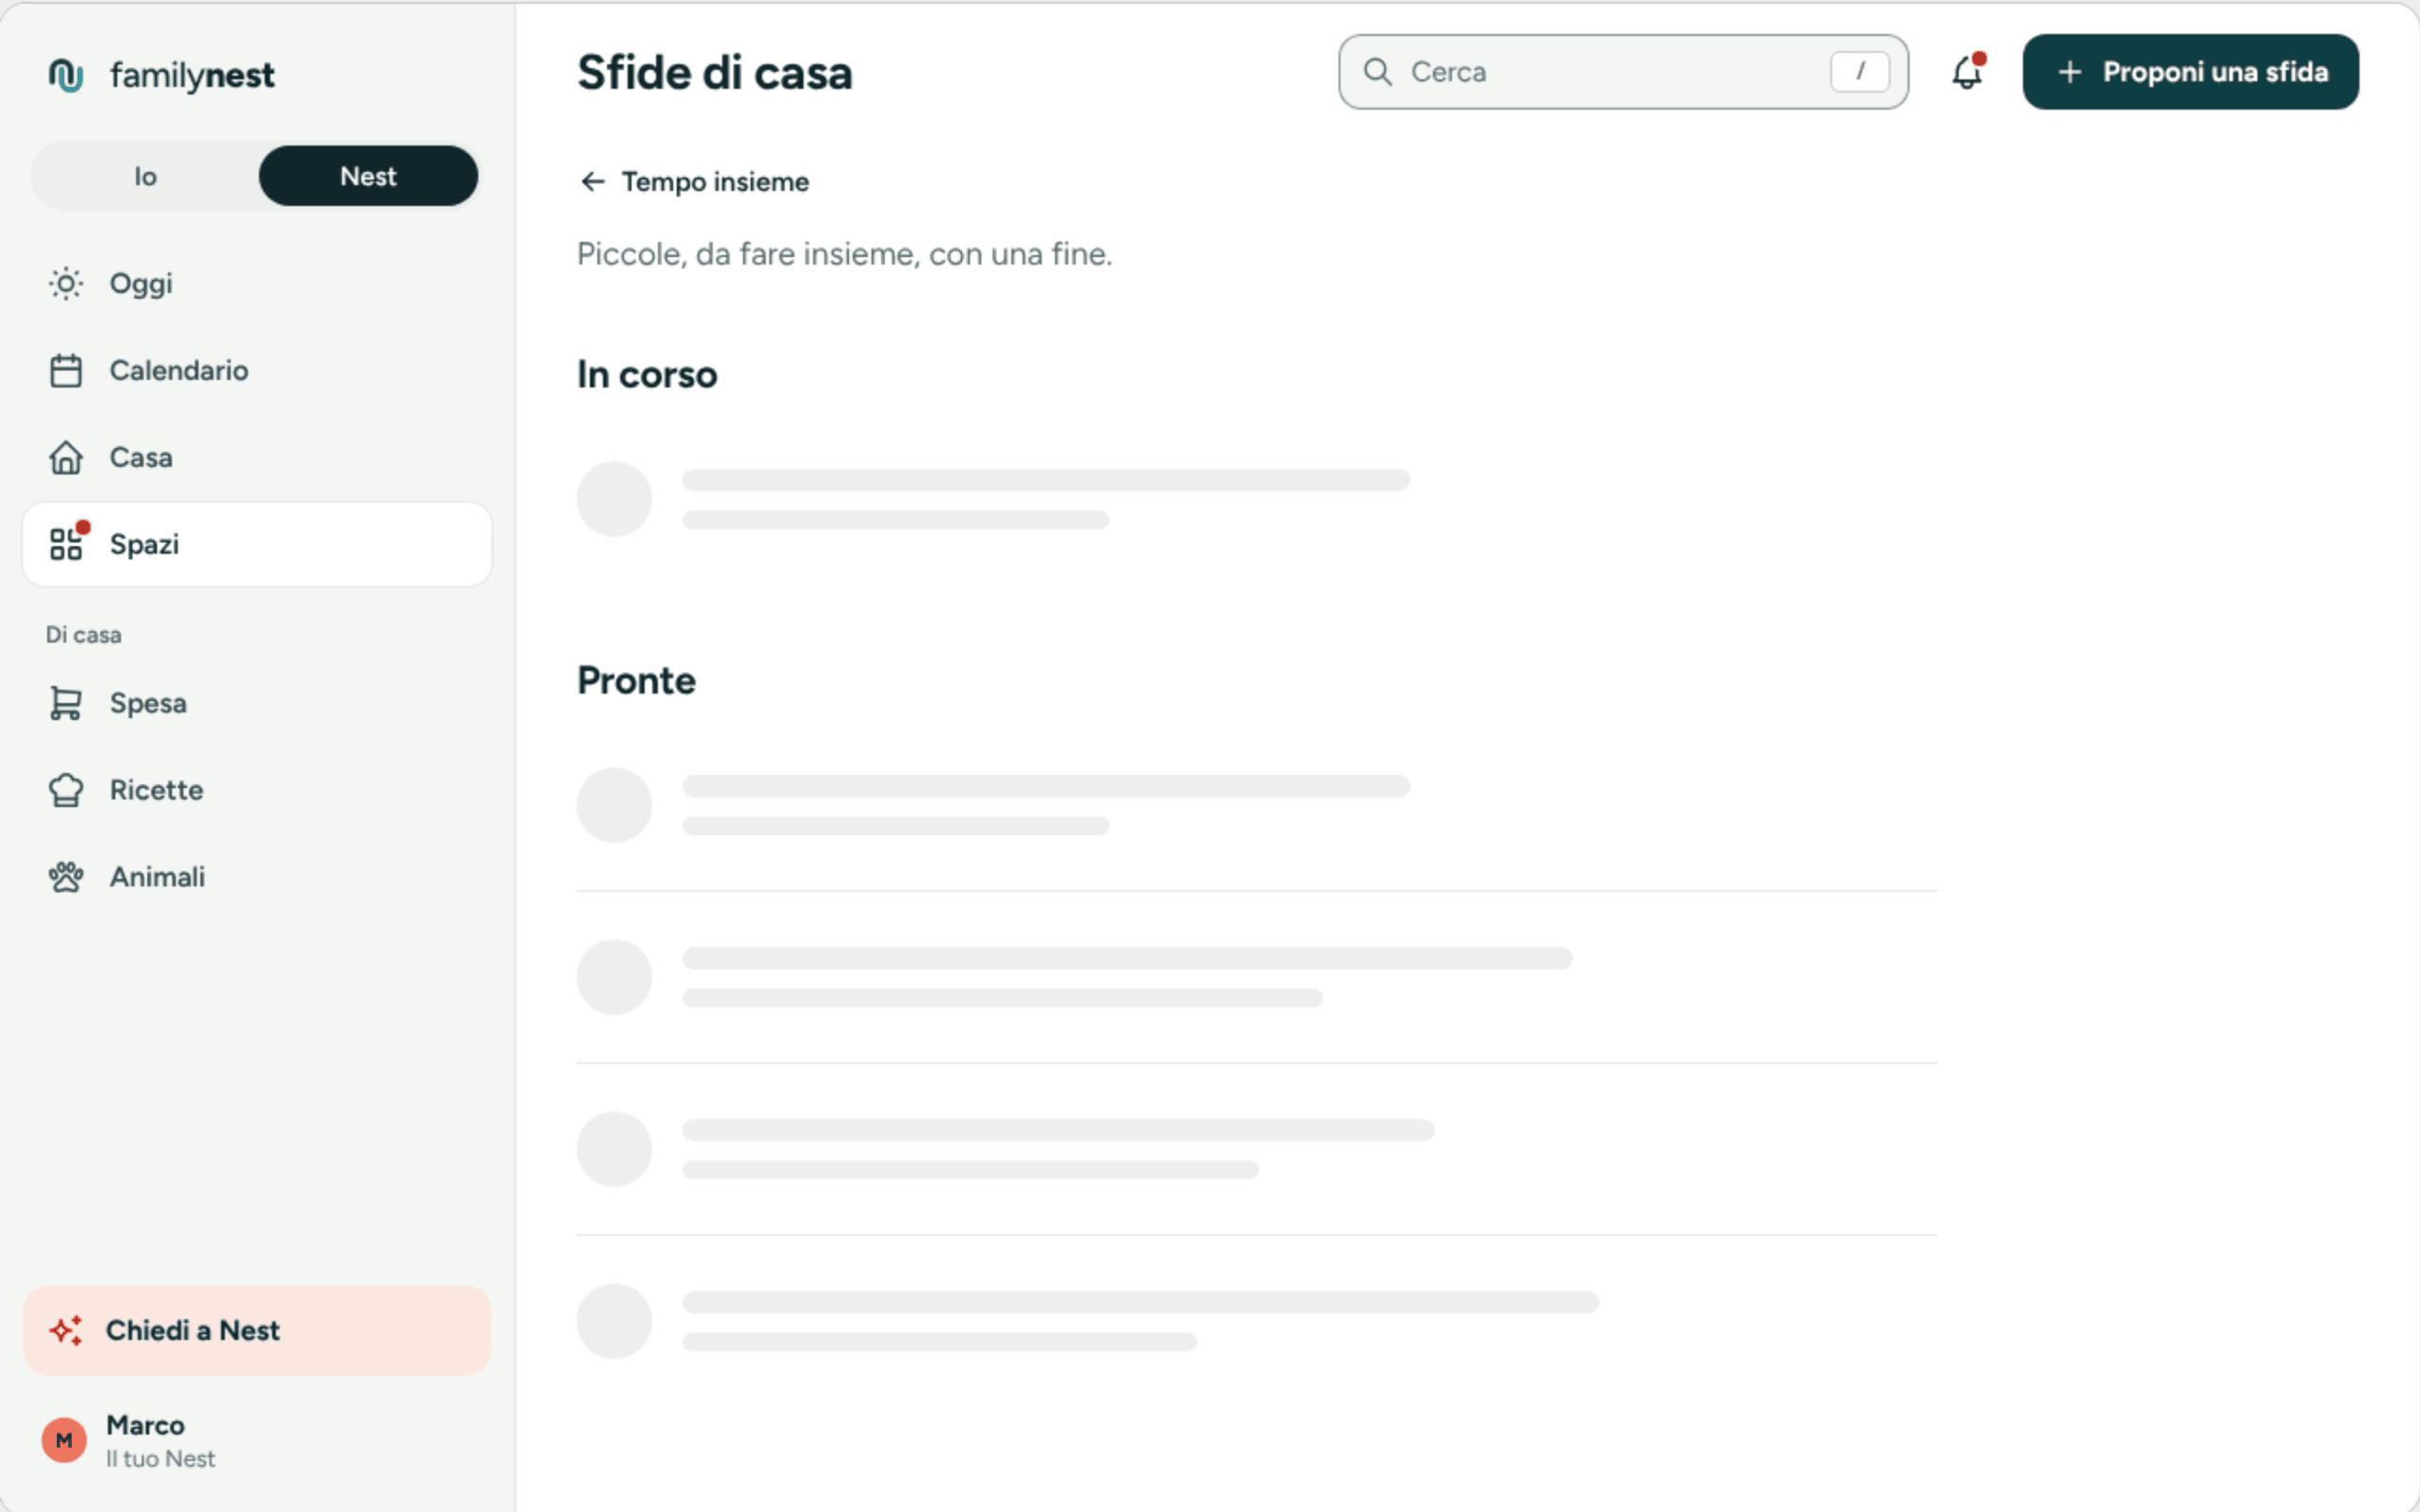 familynest
Io
Nest
Oggi
Calendario
Casa
Spazi
Di casa
Spesa
Ricette
Animali
Chiedi a Nest
M
Marco
Il tuo Nest
Sfide di casa
Cerca
/
Proponi una sfida
Tempo insieme
Piccole, da fare insieme, con una fine.
In corso
Pronte